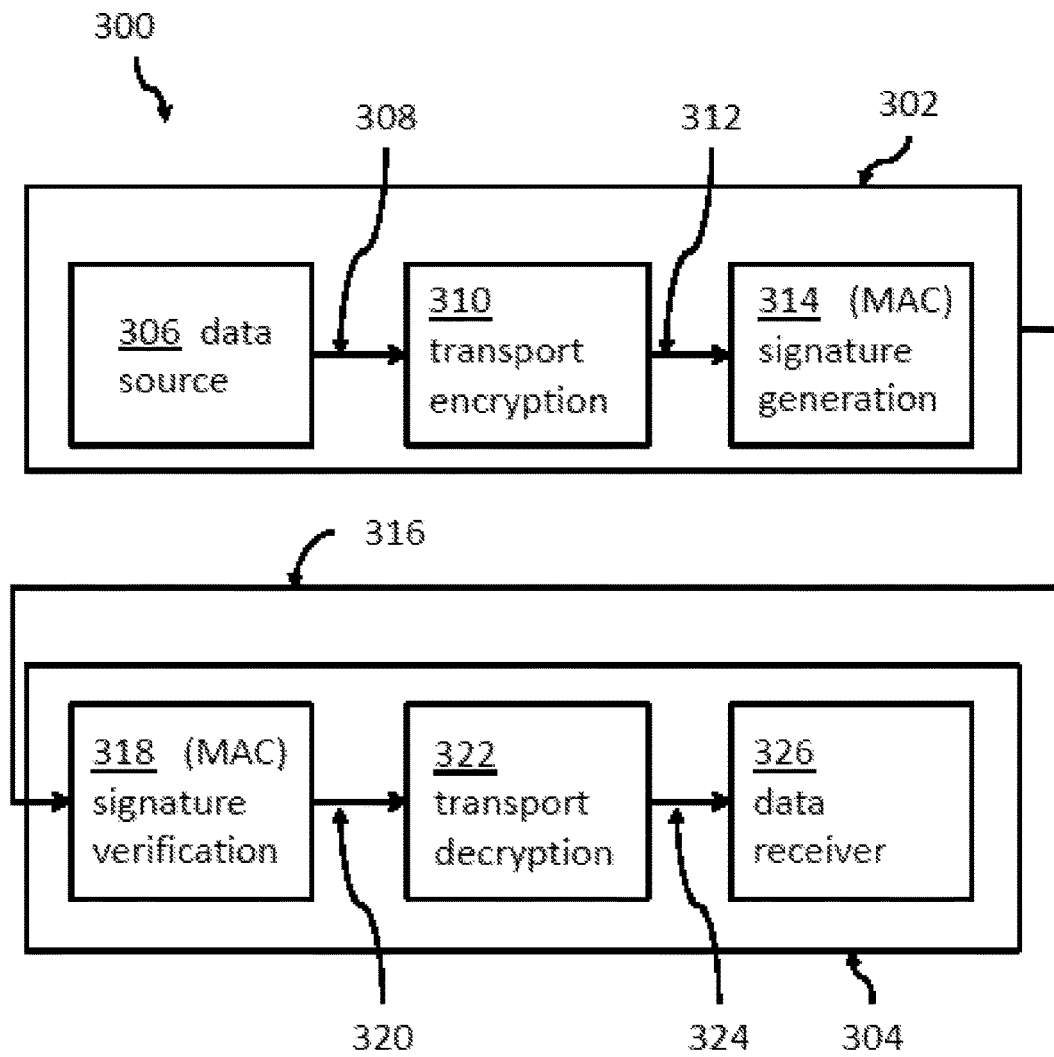 300
308
312
302
306 data
source
310
transport
encryption
314 (MAC)
signature
generation
316
318 (MAC)
signature
verification
322
transport
decryption
326
data
receiver
320
324
304